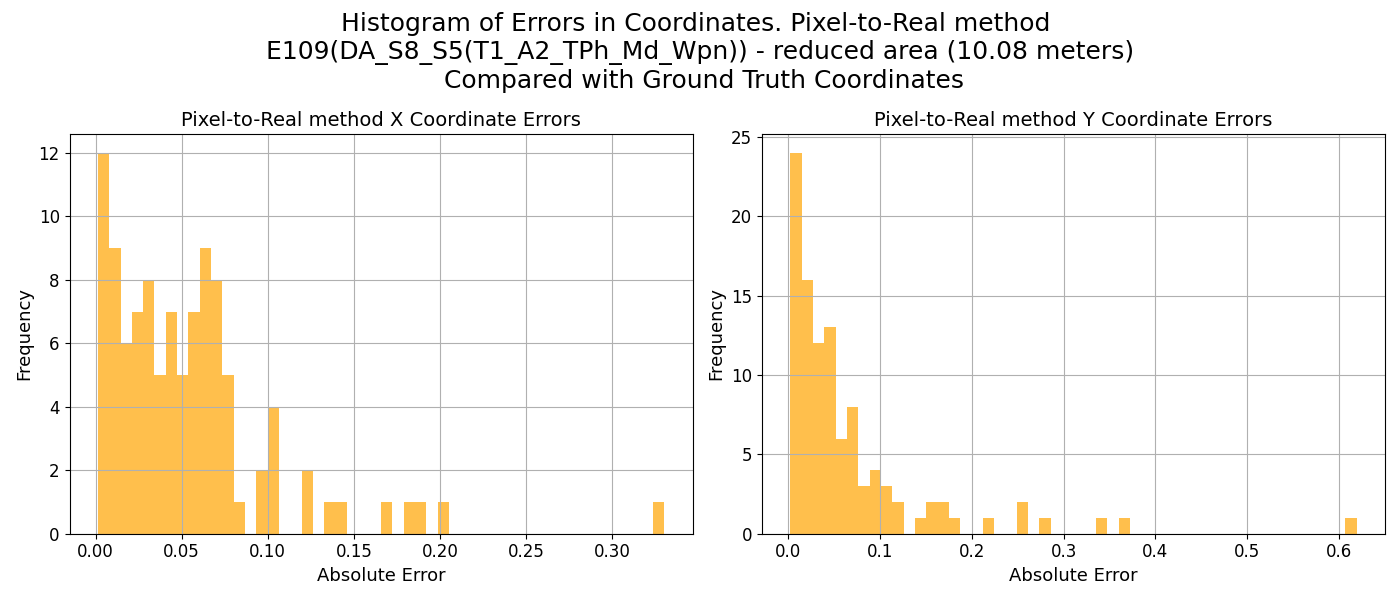 Histogram of Errors in Coordinates. Pixel-to-Real method
E109(DA_S8_S5(T1_A2_TPh_Md_Wpn)) - reduced area (10.08 meters)
Compared with Ground Truth Coordinates
Pixel-to-Real method X Coordinate Errors
12
10
8
6
4
2
0
Frequency
0.00 0.05 0.10 0.15 0.20 0.25 0.30
Absolute Error
Pixel-to-Real method Y Coordinate Errors
25
20
15
10
5
0
Frequency
0.0 0.1 0.2 0.3 0.4 0.5 0.6
Absolute Error